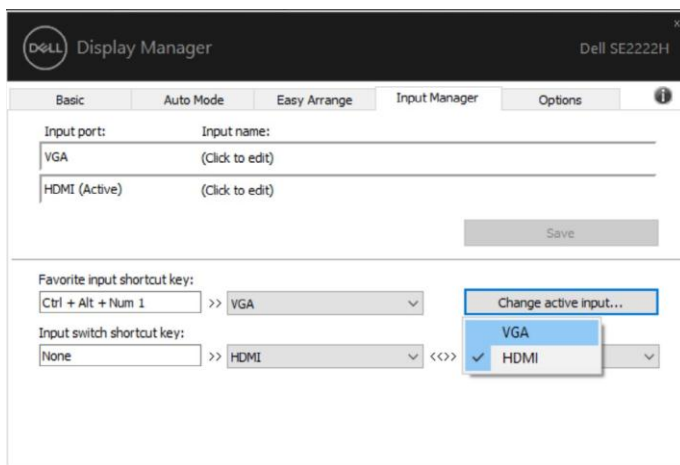 DELL Display Manager Dell SE2222H
Basic Auto Mode Easy Arrange Input Manager Options
Input port: Input name:
VGA (Click to edit)
HDMI (Active) (Click to edit)
Save
Favorite input shortcut key:
Ctrl + Alt + Num 1 >> VGA Change active input...
Input switch shortcut key:
VGA
None >> HDMI <<>> HDMI